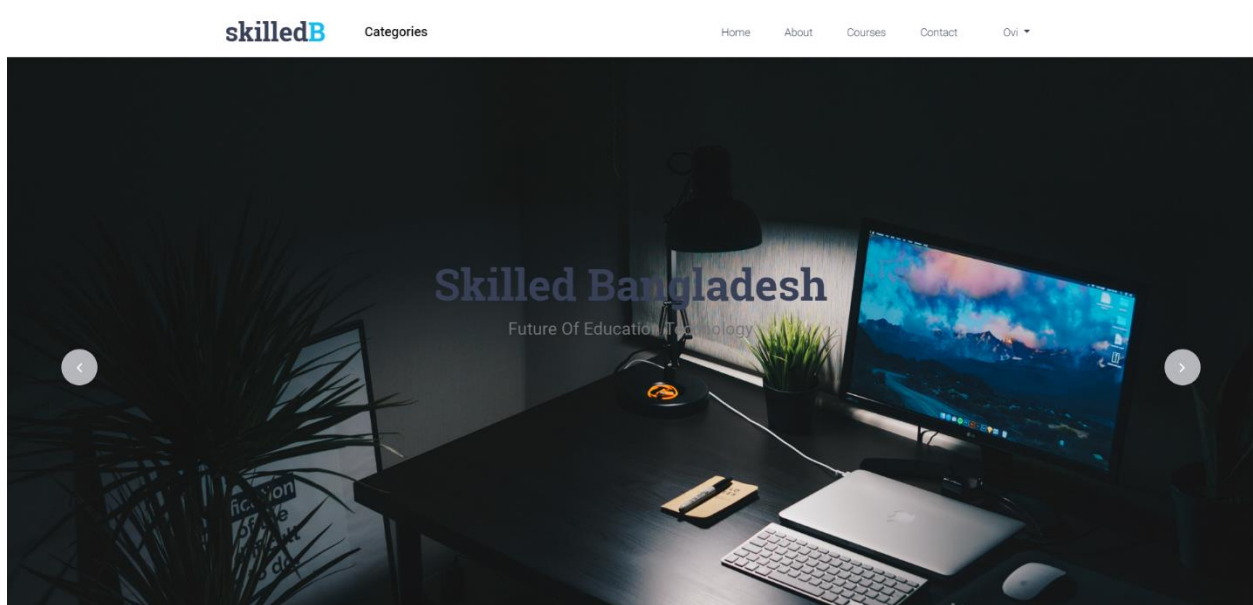 skilledB
Categories
Home
About
Courses
Contact
Ovi
Skilled Bangladesh
Future Of Education Technology